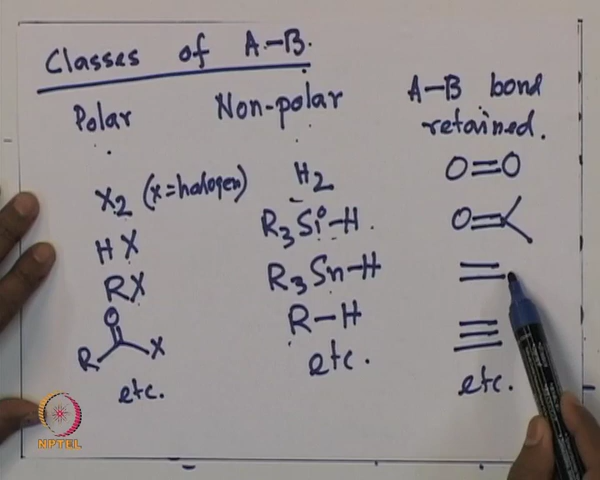 Classes of A-B.
Polar
X2 (x=halogen)
HX
RX
O
R X
etc.
Non-polar
H2
R3Si-H.
R3Sn-H
R-H
etc.
A-B bond
retained.
O=O
O=
etc.
NPTEL